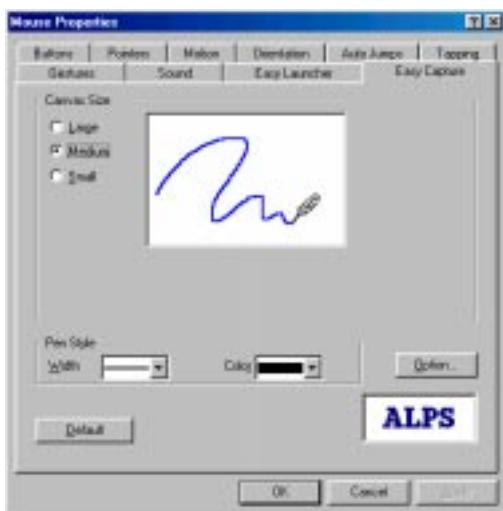 Mouse Properties
Buttons Pointers Motion Orientation Auto Jumps Tapping
Gestures Sound Easy Launcher Easy Capture
Canvas Size
Large
Medium
Small
Pen Style
Width Color Option...
Default ALPS
OK Cancel Apply